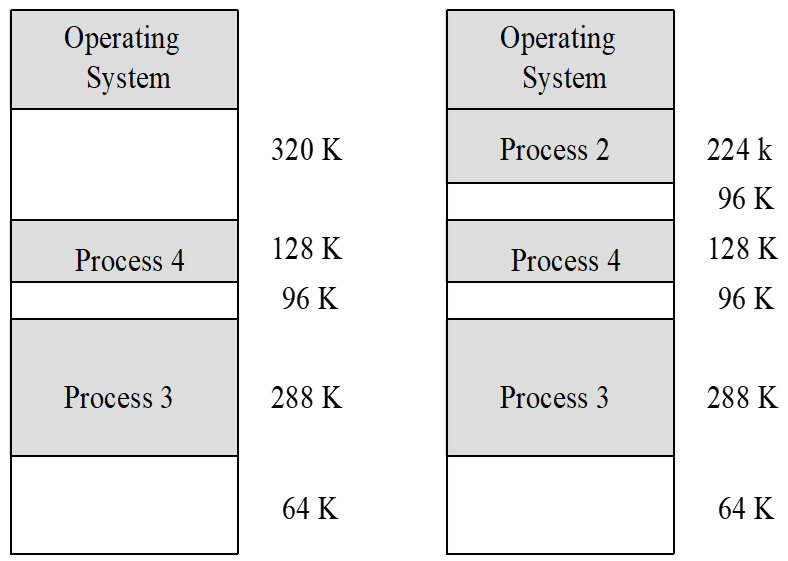 Operating
System
320 K
Process 4
128 K
96 K
Process 3
288 K
64 K
Operating
System
Process 2
224 k
96 K
Process 4
128 K
96 K
Process 3
288 K
64 K